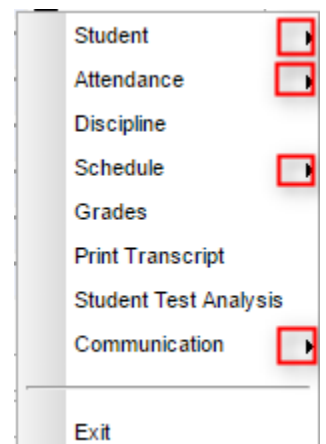 Student
Attendance
Discipline
Schedule
Grades
Print Transcript
Student Test Analysis
Communication
Exit